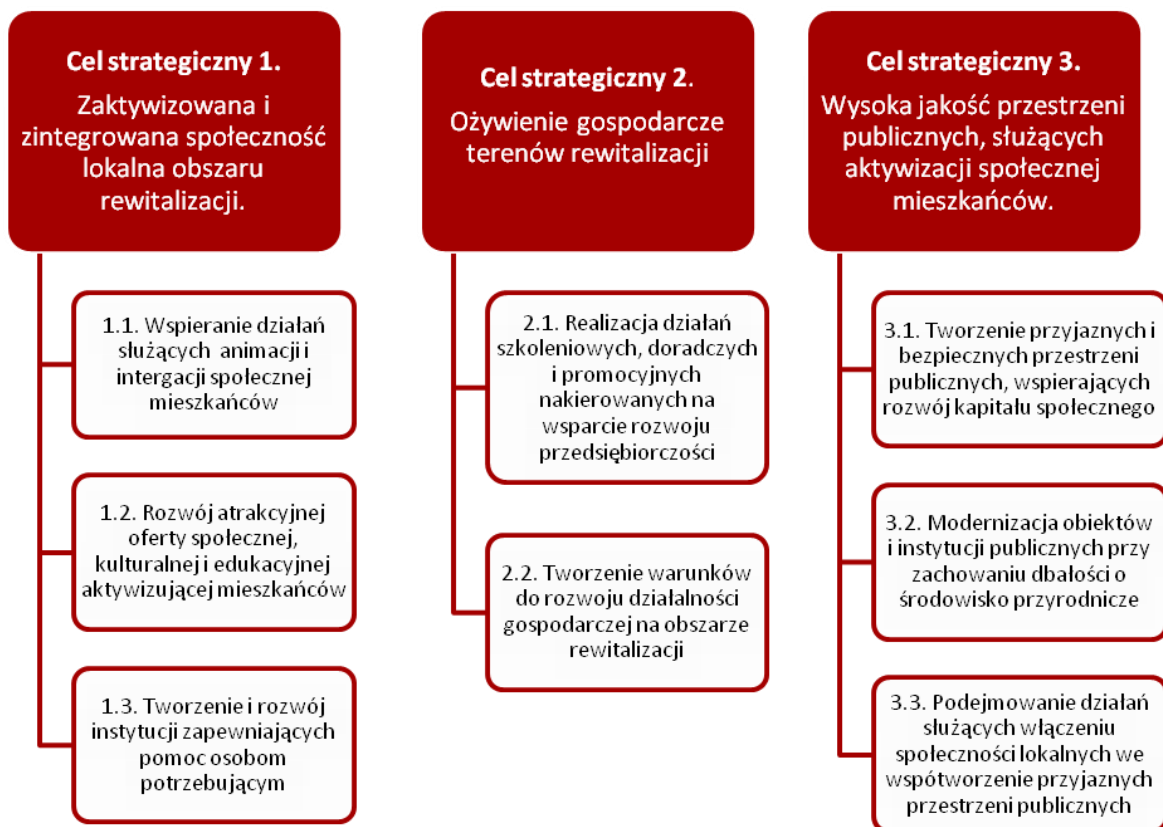 Cel strategiczny 1.
Zaktywizowana i
zintegrowana społeczność
lokalna obszaru
rewitalizacji.
1.1. Wspieranie działań
służących animacji i
intergacji społecznej
mieszkańców
1.2. Rozwój atrakcyjnej
oferty społecznej,
kulturalnej i edukacyjnej
aktywizującej mieszkańców
1.3. Tworzenie i rozwój
instytucji zapewniających
pomoc osobom
potrzebującym
Cel strategiczny 2.
Ożywienie gospodarcze
terenów rewitalizacji
2.1. Realizacja działań
szkoleniowych, doradczych
i promocyjnych
nakierowanych na
wsparcie rozwoju
przedsiębiorczości
2.2. Tworzenie warunków
do rozwoju działalności
gospodarczej na obszarze
rewitalizacji
Cel strategiczny 3.
Wysoka jakość przestrzeni
publicznych, służących
aktywizacji społecznej
mieszkańców.
3.1. Tworzenie przyjaznych i
bezpiecznych przestrzeni
publicznych, wspierających
rozwój kapitału społecznego
3.2. Modernizacja obiektów
i instytucji publicznych przy
zachowaniu dbałości o
środowisko przyrodnicze
3.3. Podejmowanie działań
służących włączeniu
społeczności lokalnych we
wspótworzenie przyjaznych
przestrzeni publicznych